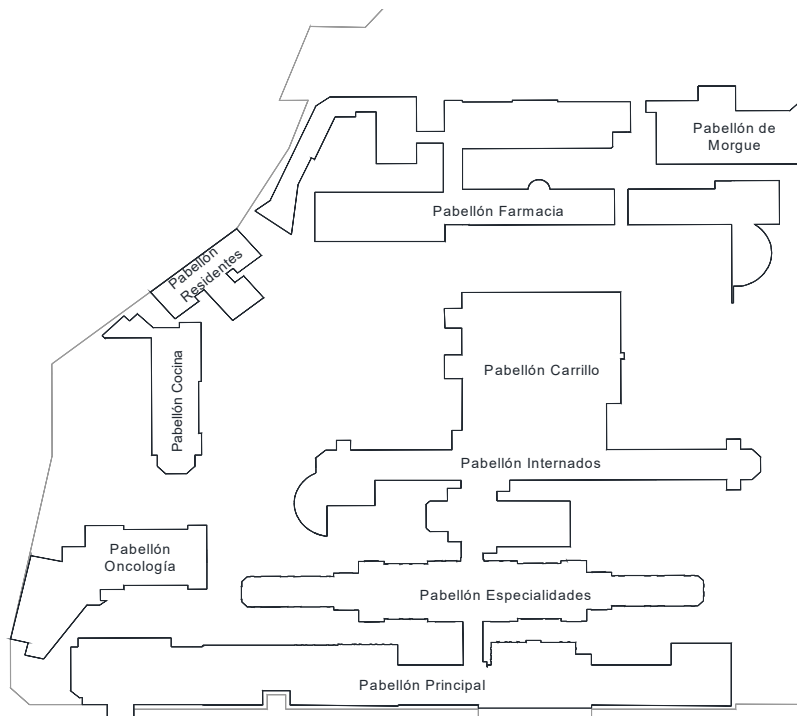 Pabellón de
Morgue
Pabellón Farmacia
Pabellón
Residentes
Pabellón Carrillo
Pabellón Cocina
Pabellón Internados
Pabellón
Oncología
Pabellón Especialidades
Pabellón Principal